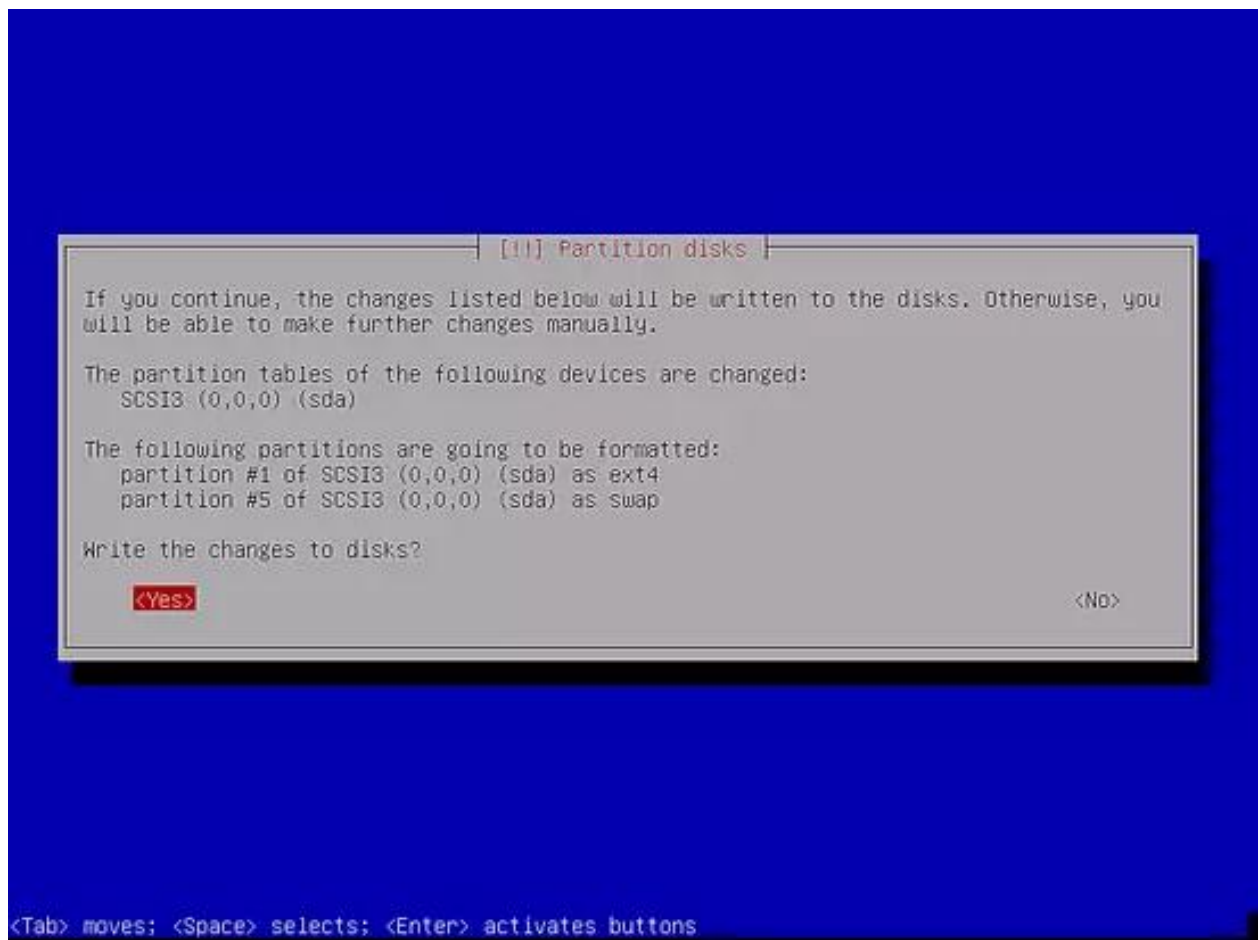 [!!] Partition disks
If you continue, the changes listed below will be written to the disks. Otherwise, you
will be able to make further changes manually.
The partition tables of the following devices are changed:
SCSI3 (0,0,0) (sda)
The following partitions are going to be formatted:
partition #1 of SCSI3 (0,0,0) (sda) as ext4
partition #5 of SCSI3 (0,0,0) (sda) as swap
Write the changes to disks?
<Yes> <No>
<Tab> moves; <Space> selects; <Enter> activates buttons